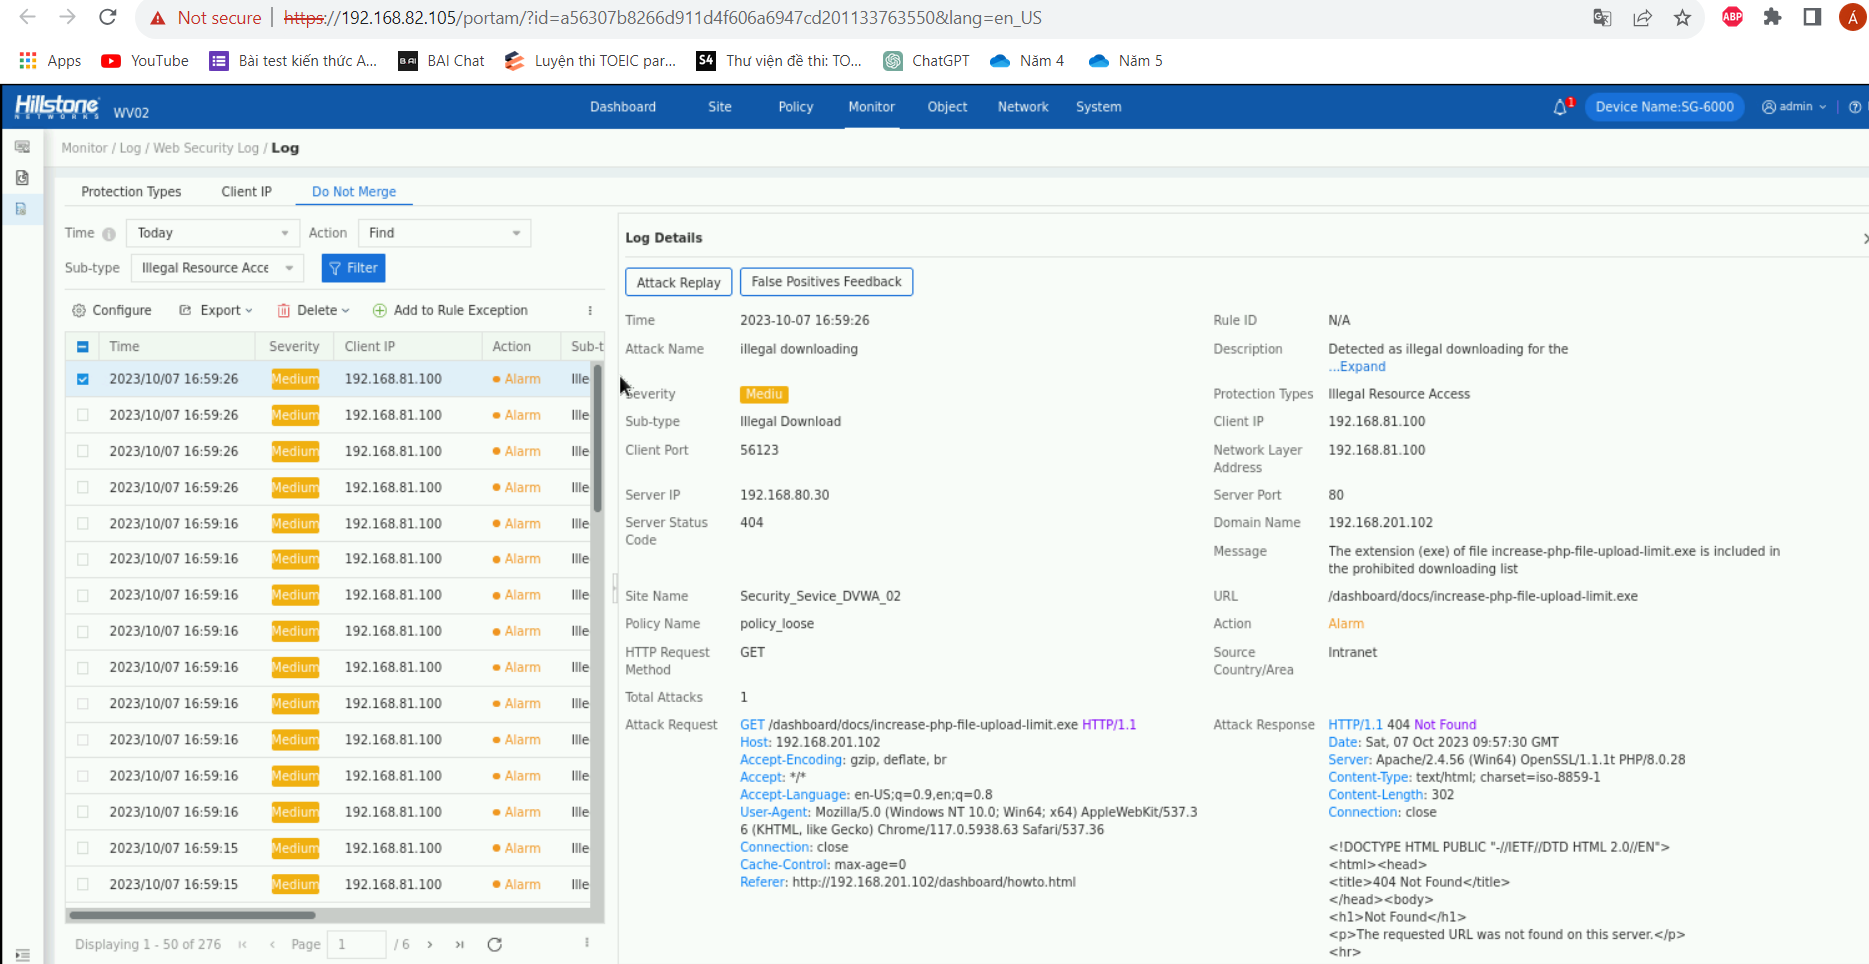 Not secure | https://192.168.82.105/portam/?id=a56307b8266d911d4f606a6947cd201133763550&lang=en_US
ABP
Á
Apps YouTube Bài test kiến thức A... BAI Chat Luyện thi TOEIC par... S4 Thư viện đề thi: TO... ChatGPT Năm 4 Năm 5
Hillstone NETWORKS WV02 Dashboard Site Policy Monitor Object Network System 1 Device Name:SG-6000 admin
Monitor / Log / Web Security Log / Log
Protection Types Client IP Do Not Merge
Time Today Action Find
Sub-type Illegal Resource Acce Filter
Configure Export Delete Add to Rule Exception
Time Severity Client IP Action Sub-t
2023/10/07 16:59:26 Medium 192.168.81.100 Alarm Ille
2023/10/07 16:59:26 Medium 192.168.81.100 Alarm Ille
2023/10/07 16:59:26 Medium 192.168.81.100 Alarm Ille
2023/10/07 16:59:26 Medium 192.168.81.100 Alarm Ille
2023/10/07 16:59:16 Medium 192.168.81.100 Alarm Ille
2023/10/07 16:59:16 Medium 192.168.81.100 Alarm Ille
2023/10/07 16:59:16 Medium 192.168.81.100 Alarm Ille
2023/10/07 16:59:16 Medium 192.168.81.100 Alarm Ille
2023/10/07 16:59:16 Medium 192.168.81.100 Alarm Ille
2023/10/07 16:59:16 Medium 192.168.81.100 Alarm Ille
2023/10/07 16:59:16 Medium 192.168.81.100 Alarm Ille
2023/10/07 16:59:16 Medium 192.168.81.100 Alarm Ille
2023/10/07 16:59:16 Medium 192.168.81.100 Alarm Ille
2023/10/07 16:59:15 Medium 192.168.81.100 Alarm Ille
2023/10/07 16:59:15 Medium 192.168.81.100 Alarm Ille
Displaying 1 - 50 of 276 Page 1 / 6
Log Details
Attack Replay False Positives Feedback
Time 2023-10-07 16:59:26 Rule ID N/A
Attack Name illegal downloading Description Detected as illegal downloading for the
...Expand
Severity Mediu Protection Types Illegal Resource Access
Sub-type Illegal Download Client IP 192.168.81.100
Client Port 56123 Network Layer 192.168.81.100
Address
Server IP 192.168.80.30 Server Port 80
Server Status 404 Domain Name 192.168.201.102
Code
Message The extension (exe) of file increase-php-file-upload-limit.exe is included in
the prohibited downloading list
Site Name Security_Sevice_DVWA_02 URL /dashboard/docs/increase-php-file-upload-limit.exe
Policy Name policy_loose Action Alarm
HTTP Request GET Source Intranet
Method Country/Area
Total Attacks 1
Attack Request GET /dashboard/docs/increase-php-file-upload-limit.exe HTTP/1.1
Host: 192.168.201.102
Accept-Encoding: gzip, deflate, br
Accept: */*
Accept-Language: en-US;q=0.9,en;q=0.8
User-Agent: Mozilla/5.0 (Windows NT 10.0; Win64; x64) AppleWebKit/537.3
6 (KHTML, like Gecko) Chrome/117.0.5938.63 Safari/537.36
Connection: close
Cache-Control: max-age=0
Referer: http://192.168.201.102/dashboard/howto.html
Attack Response HTTP/1.1 404 Not Found
Date: Sat, 07 Oct 2023 09:57:30 GMT
Server: Apache/2.4.56 (Win64) OpenSSL/1.1.1t PHP/8.0.28
Content-Type: text/html; charset=iso-8859-1
Content-Length: 302
Connection: close
<!DOCTYPE HTML PUBLIC "-//IETF//DTD HTML 2.0//EN">
<html><head>
<title>404 Not Found</title>
</head><body>
<h1>Not Found</h1>
<p>The requested URL was not found on this server.</p>
<hr>